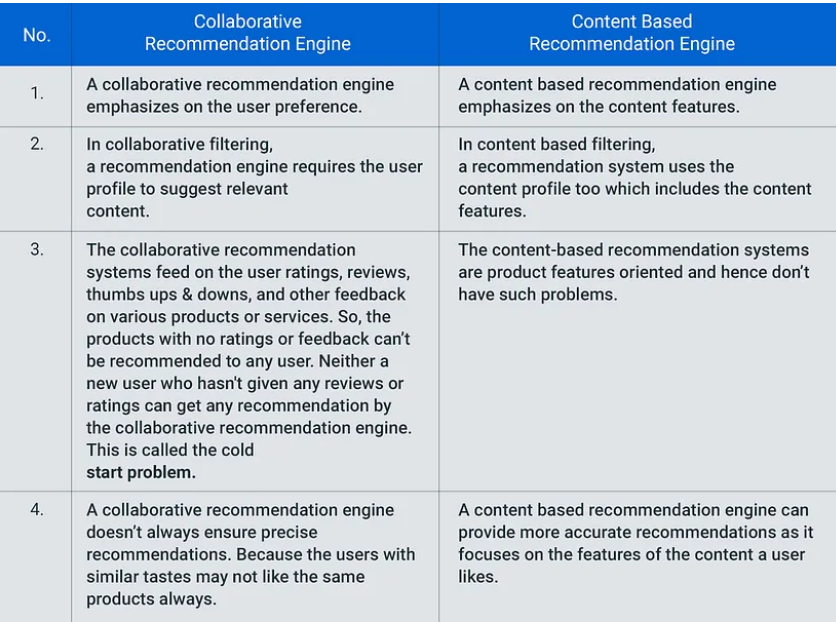 No.
Collaborative
Recommendation Engine
Content Based
Recommendation Engine
1.
A collaborative recommendation engine
emphasizes on the user preference.
A content based recommendation engine
emphasizes on the content features.
2.
In collaborative filtering,
a recommendation engine requires the user
profile to suggest relevant
content.
In content based filtering,
a recommendation system uses the
content profile too which includes the content
features.
3.
The collaborative recommendation
systems feed on the user ratings, reviews,
thumbs ups & downs, and other feedback
on various products or services. So, the
products with no ratings or feedback can't
be recommended to any user. Neither a
new user who hasn't given any reviews or
ratings can get any recommendation by
the collaborative recommendation engine.
This is called the cold
start problem.
The content-based recommendation systems
are product features oriented and hence don't
have such problems.
4.
A collaborative recommendation engine
doesn't always ensure precise
recommendations. Because the users with
similar tastes may not like the same
products always.
A content based recommendation engine can
provide more accurate recommendations as it
focuses on the features of the content a user
likes.